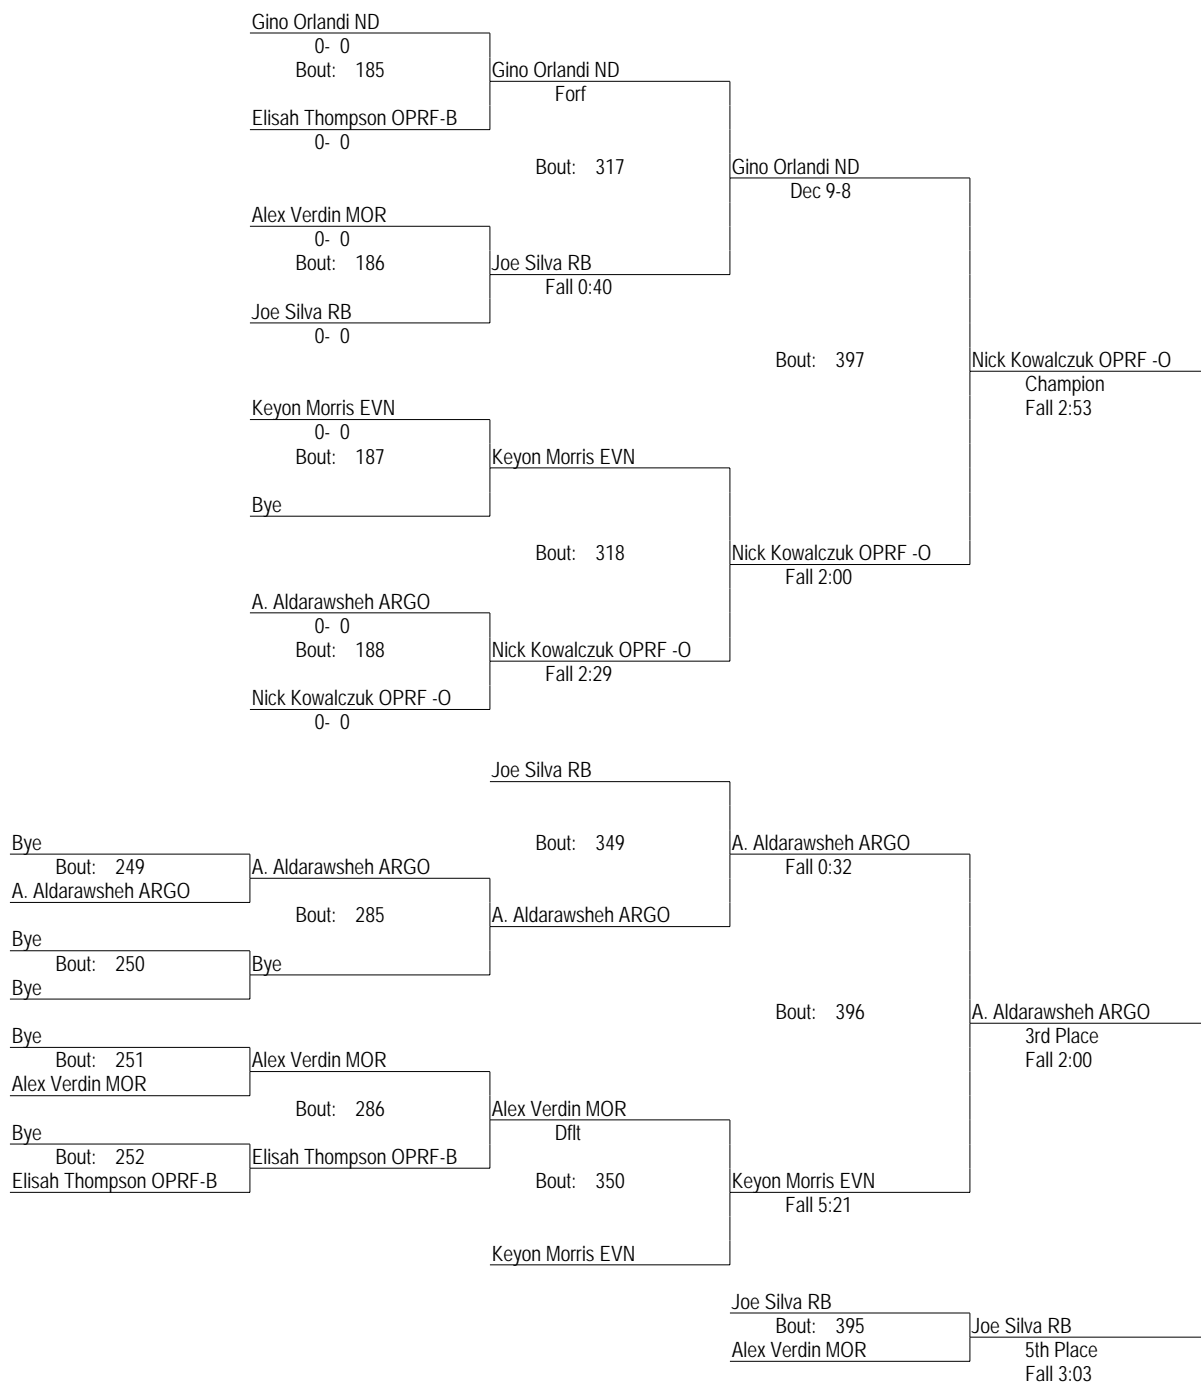 Gino Orlandi ND
0- 0
Bout: 185
Gino Orlandi ND
Forf
Elisah Thompson OPRF-B
0- 0
Bout: 317
Gino Orlandi ND
Dec 9-8
Alex Verdin MOR
0- 0
Bout: 186
Joe Silva RB
Fall 0:40
Joe Silva RB
0- 0
Bout: 397
Nick Kowalczuk OPRF -O
Champion
Fall 2:53
Keyon Morris EVN
0- 0
Bout: 187
Keyon Morris EVN
Bye
Bout: 318
Nick Kowalczuk OPRF -O
Fall 2:00
A. Aldarawsheh ARGO
0- 0
Bout: 188
Nick Kowalczuk OPRF -O
Fall 2:29
Nick Kowalczuk OPRF -O
0- 0
Joe Silva RB
Bye
Bout: 249
A. Aldarawsheh ARGO
A. Aldarawsheh ARGO
Bout: 349
A. Aldarawsheh ARGO
Fall 0:32
Bout: 285
A. Aldarawsheh ARGO
Bye
Bout: 250
Bye
Bye
Bout: 396
A. Aldarawsheh ARGO
3rd Place
Fall 2:00
Bye
Bout: 251
Alex Verdin MOR
Alex Verdin MOR
Bout: 286
Alex Verdin MOR
Dflt
Bye
Bout: 252
Elisah Thompson OPRF-B
Elisah Thompson OPRF-B
Bout: 350
Keyon Morris EVN
Fall 5:21
Keyon Morris EVN
Joe Silva RB
Bout: 395
Alex Verdin MOR
Joe Silva RB
5th Place
Fall 3:03